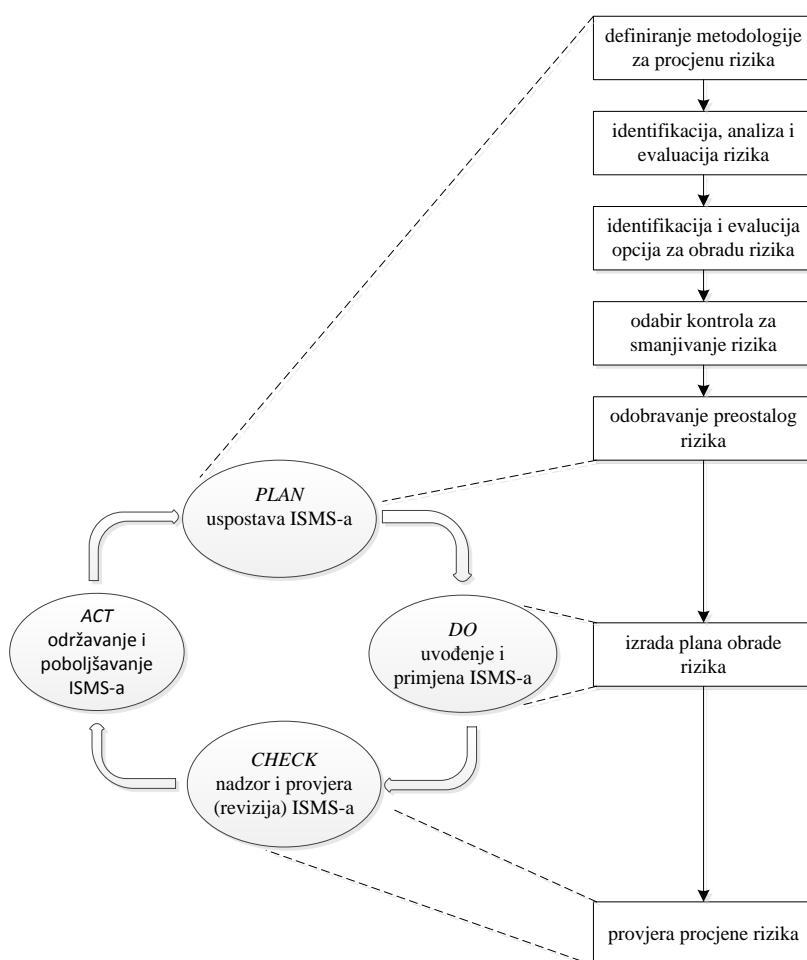 definiranje metodologije
za procjenu rizika
identifikacija, analiza i
evaluacija rizika
identifikacija i evalucija
opcija za obradu rizika
odabir kontrola za
smanjivanje rizika
odobravanje preostalog
rizika
PLAN
uspostava ISMS-a
ACT
održavanje i
poboljšavanje
ISMS-a
DO
uvođenje i
primjena ISMS-a
izrada plana obrade
rizika
CHECK
nadzor i provjera
(revizija) ISMS-a
provjera procjene rizika